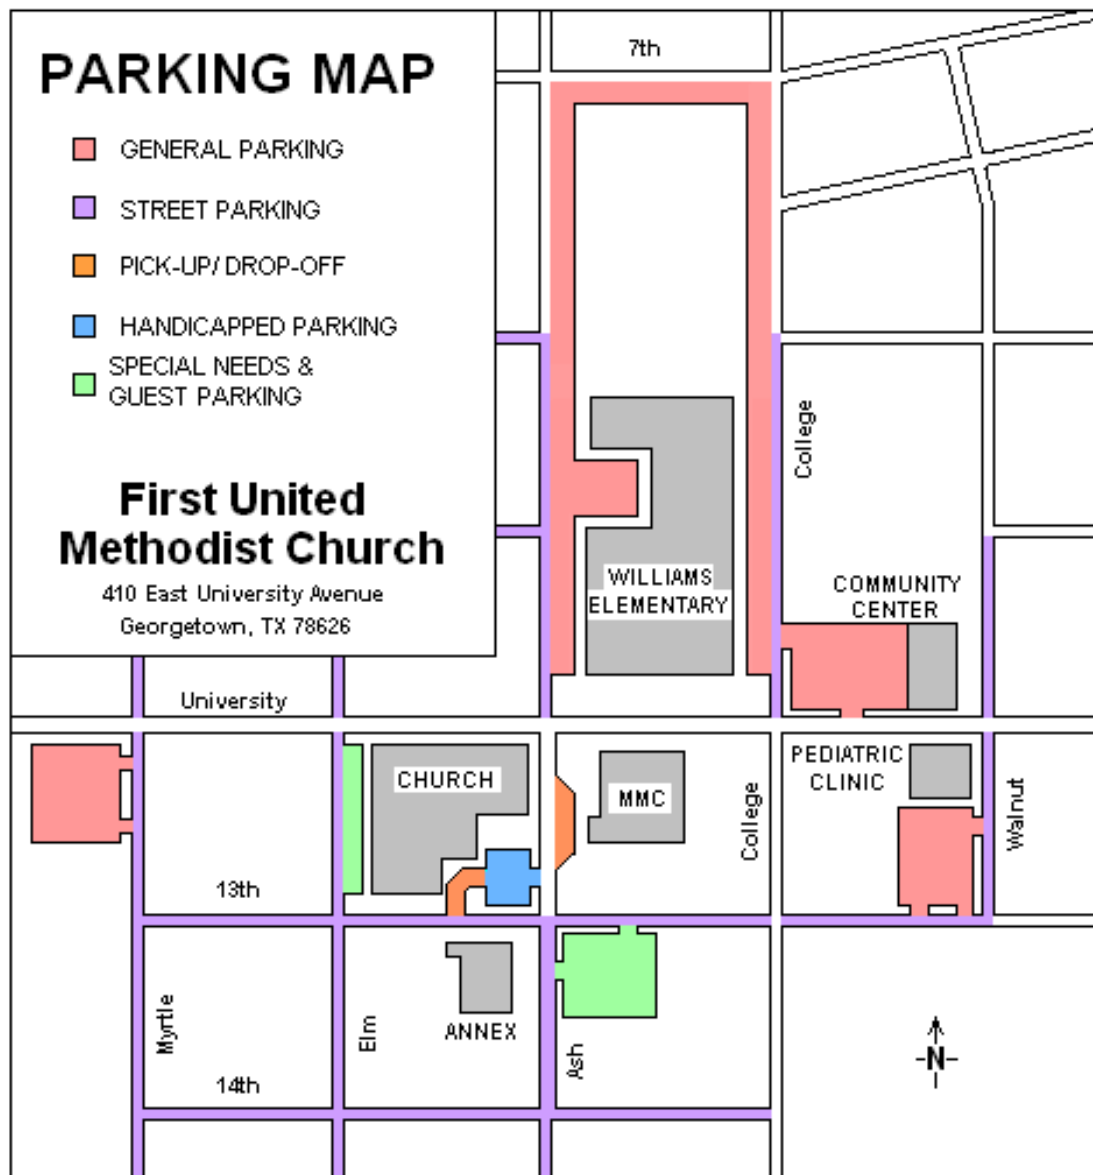 PARKING MAP
GENERAL PARKING
STREET PARKING
PICK-UP/ DROP-OFF
HANDICAPPED PARKING
SPECIAL NEEDS &
GUEST PARKING
First United
Methodist Church
410 East University Avenue
Georgetown, TX 78626
7th
College
WILLIAMS
ELEMENTARY
COMMUNITY
CENTER
University
CHURCH
MMC
College
PEDIATRIC
CLINIC
Walnut
13th
Myrtle
Elm
ANNEX
Ash
14th
N